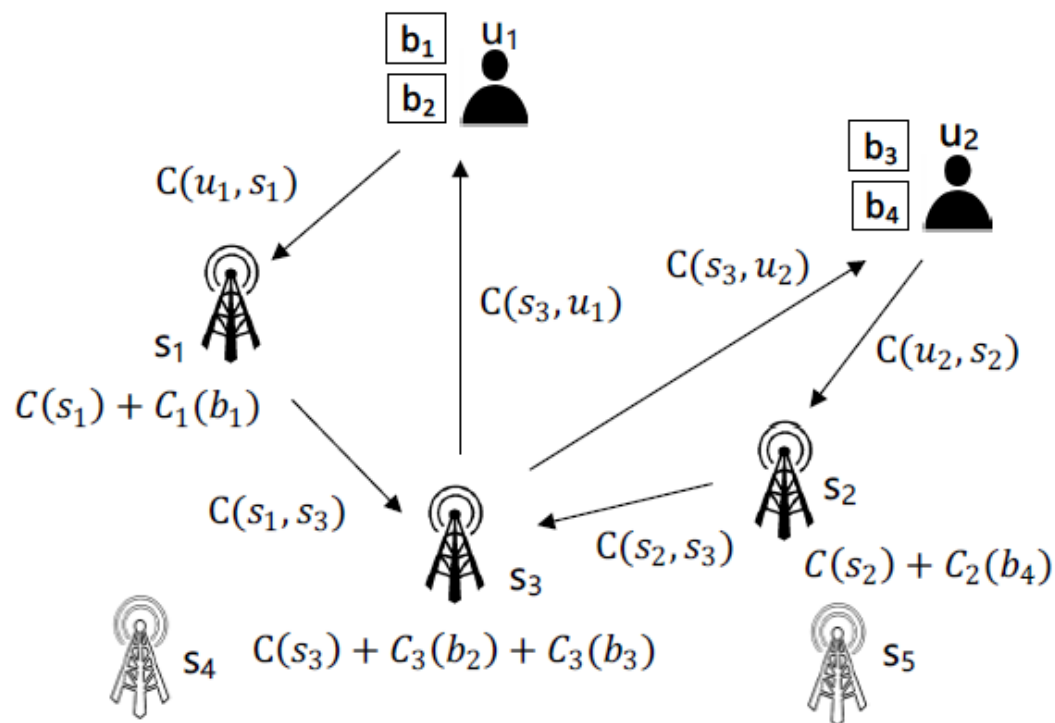 b₁
u₁
b₂
b₃
u₂
b₄
C(u₁, s₁)
C(s₃, u₁)
C(s₃, u₂)
C(u₂, s₂)
s₁
C(s₁) + C₁(b₁)
C(s₁, s₃)
s₂
C(s₂, s₃)
C(s₂) + C₂(b₄)
s₃
C(s₃) + C₃(b₂) + C₃(b₃)
s₄
s₅